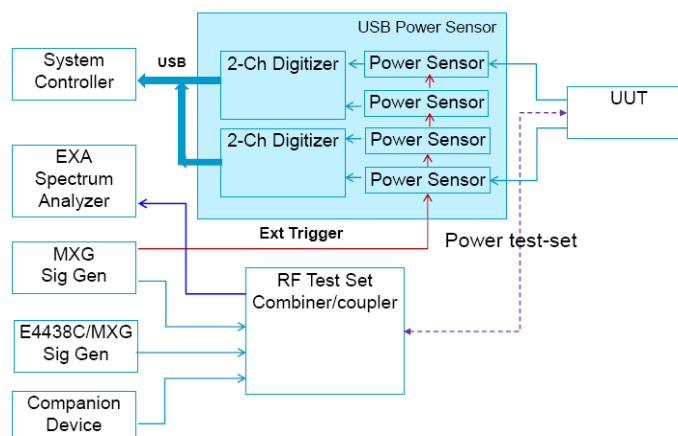 USB Power Sensor
System
Controller
USB
2-Ch Digitizer
Power Sensor
Power Sensor
2-Ch Digitizer
Power Sensor
Power Sensor
UUT
EXA
Spectrum
Analyzer
Ext Trigger
Power test-set
MXG
Sig Gen
RF Test Set
Combiner/coupler
E4438C/MXG
Sig Gen
Companion
Device